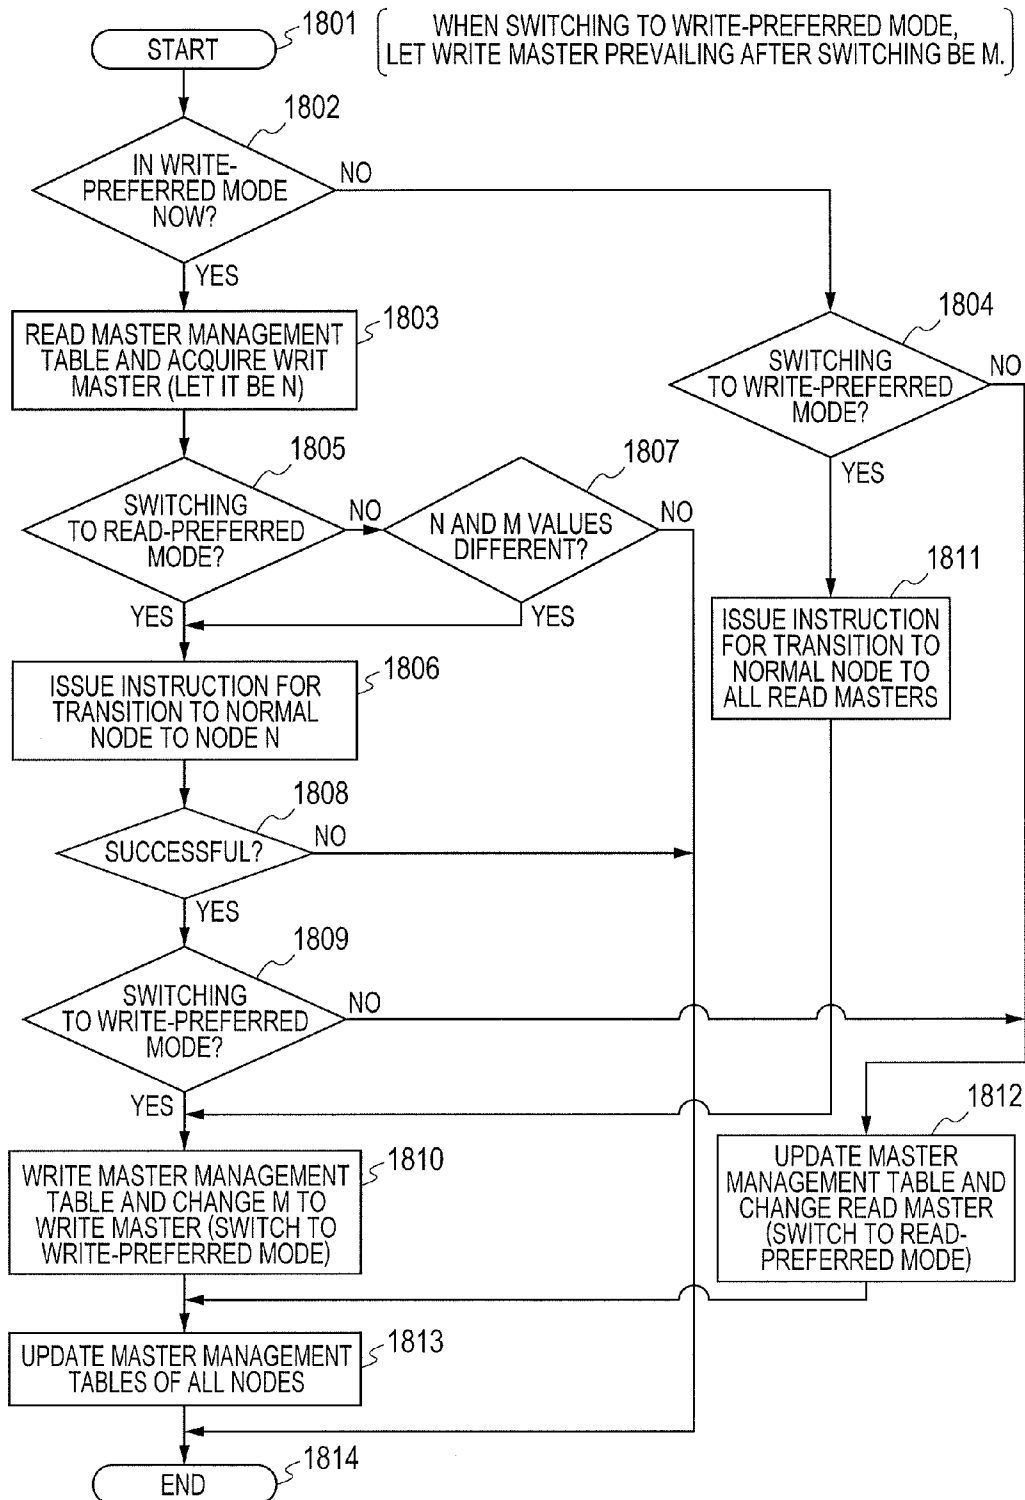 1801
START
WHEN SWITCHING TO WRITE-PREFERRED MODE,
LET WRITE MASTER PREVAILING AFTER SWITCHING BE M.
1802
IN WRITE-
PREFERRED MODE
NOW?
NO
YES
1803
READ MASTER MANAGEMENT
TABLE AND ACQUIRE WRIT
MASTER (LET IT BE N)
1804
SWITCHING
TO WRITE-PREFERRED
MODE?
NO
YES
1805
SWITCHING
TO READ-PREFERRED
MODE?
NO
YES
1807
N AND M VALUES
DIFFERENT?
NO
YES
1811
ISSUE INSTRUCTION
FOR TRANSITION TO
NORMAL NODE TO
ALL READ MASTERS
1806
ISSUE INSTRUCTION FOR
TRANSITION TO NORMAL
NODE TO NODE N
1808
SUCCESSFUL?
NO
YES
1809
SWITCHING
TO WRITE-PREFERRED
MODE?
NO
YES
1810
WRITE MASTER MANAGEMENT
TABLE AND CHANGE M TO
WRITE MASTER (SWITCH TO
WRITE-PREFERRED MODE)
1812
UPDATE MASTER
MANAGEMENT TABLE AND
CHANGE READ MASTER
(SWITCH TO READ-
PREFERRED MODE)
1813
UPDATE MASTER MANAGEMENT
TABLES OF ALL NODES
1814
END